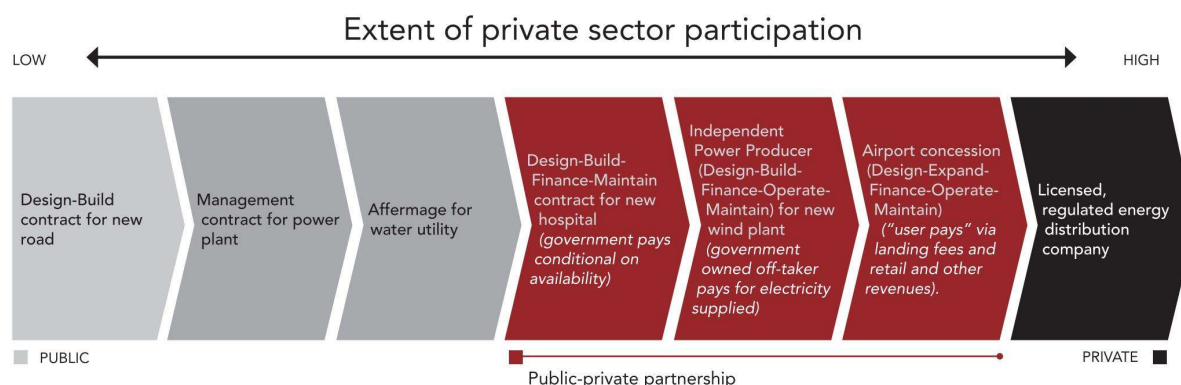 Extent of private sector participation
LOW
HIGH
Design-Build
contract for new
road
Management
contract for power
plant
Affermage for
water utility
Design-Build-
Finance-Maintain
contract for new
hospital
(government pays
conditional on
availability)
Independent
Power Producer
(Design-Build-
Finance-Operate-
Maintain) for new
wind plant
(government
owned off-taker
pays for electricity
supplied)
Airport concession
(Design-Expand-
Finance-Operate-
Maintain)
(“user pays” via
landing fees and
retail and other
revenues).
Licensed,
regulated energy
distribution
company
PUBLIC
PRIVATE
Public-private partnership